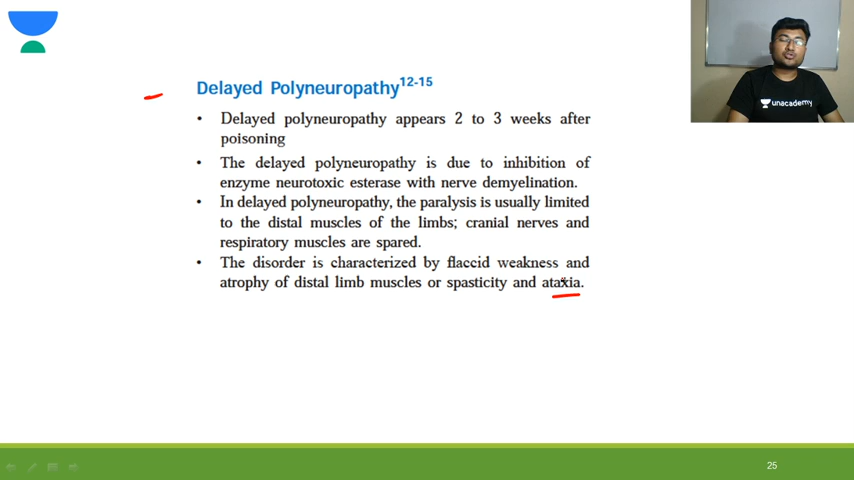 Delayed Polyneuropathy12-15
• Delayed polyneuropathy appears 2 to 3 weeks after
poisoning
• The delayed polyneuropathy is due to inhibition of
enzyme neurotoxic esterase with nerve demyelination.
• In delayed polyneuropathy, the paralysis is usually limited
to the distal muscles of the limbs; cranial nerves and
respiratory muscles are spared.
• The disorder is characterized by flaccid weakness and
atrophy of distal limb muscles or spasticity and ataxia.
unacademy
25